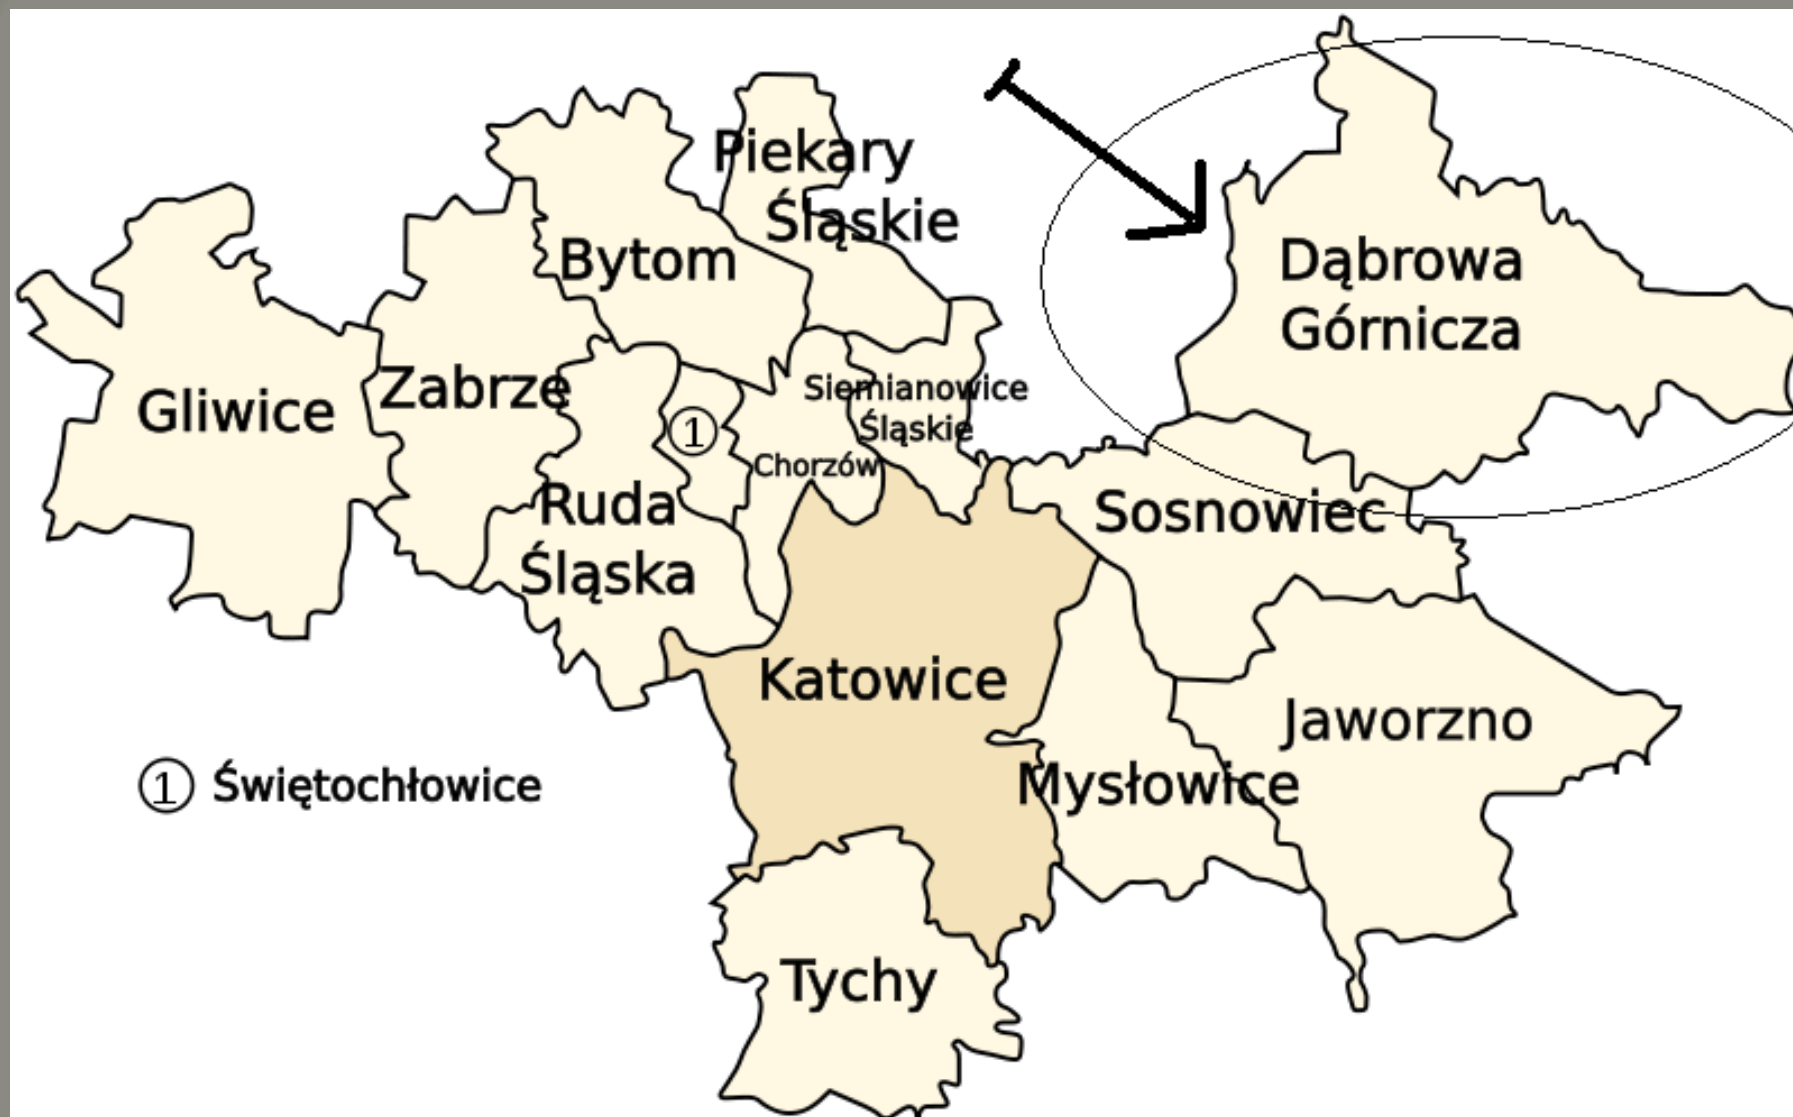 Piekary
Śląskie
Bytom
Dąbrowa
Górnicza
Gliwice
Zabrze
Siemianowice
Śląskie
1
Chorzów
Ruda
Śląska
Sosnowiec
Katowice
Jaworzno
Mysłowice
1 Świętochłowice
Tychy